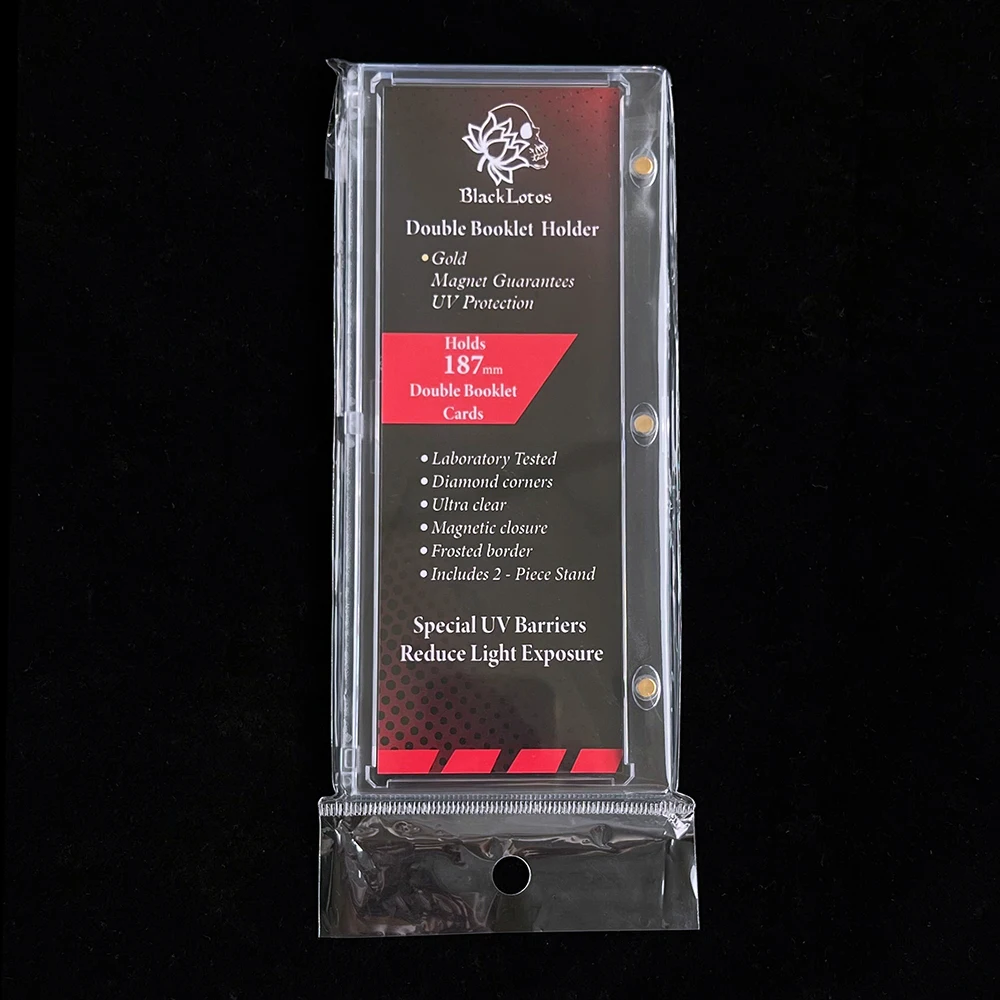 BlackLotos
Double Booklet Holder
• Gold
Magnet Guarantees
UV Protection
Holds
187mm
Double Booklet
Cards
• Laboratory Tested
• Diamond corners
• Ultra clear
• Magnetic closure
• Frosted border
• Includes 2 - Piece Stand
Special UV Barriers
Reduce Light Exposure